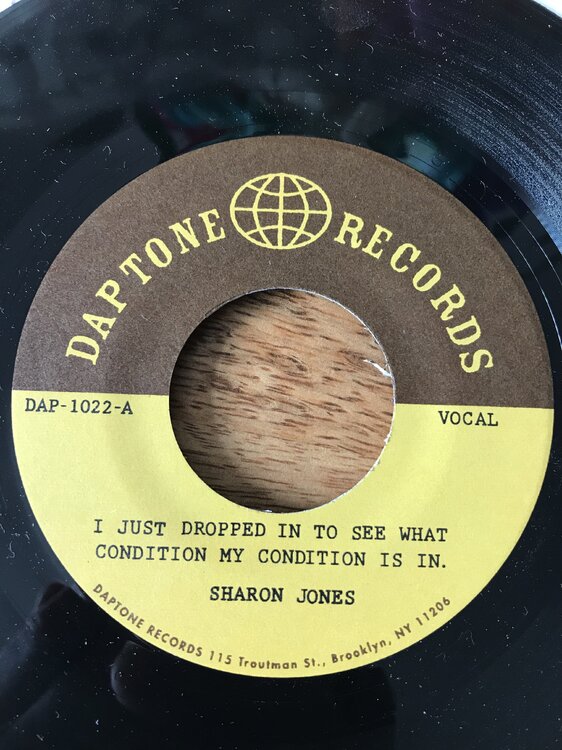 DAPTONE RECORDS
DAP-1022-A
VOCAL
I JUST DROPPED IN TO SEE WHAT
CONDITION MY CONDITION IS IN.
SHARON JONES
DAPTONE RECORDS 115 Troutman St., Brooklyn, NY 11206